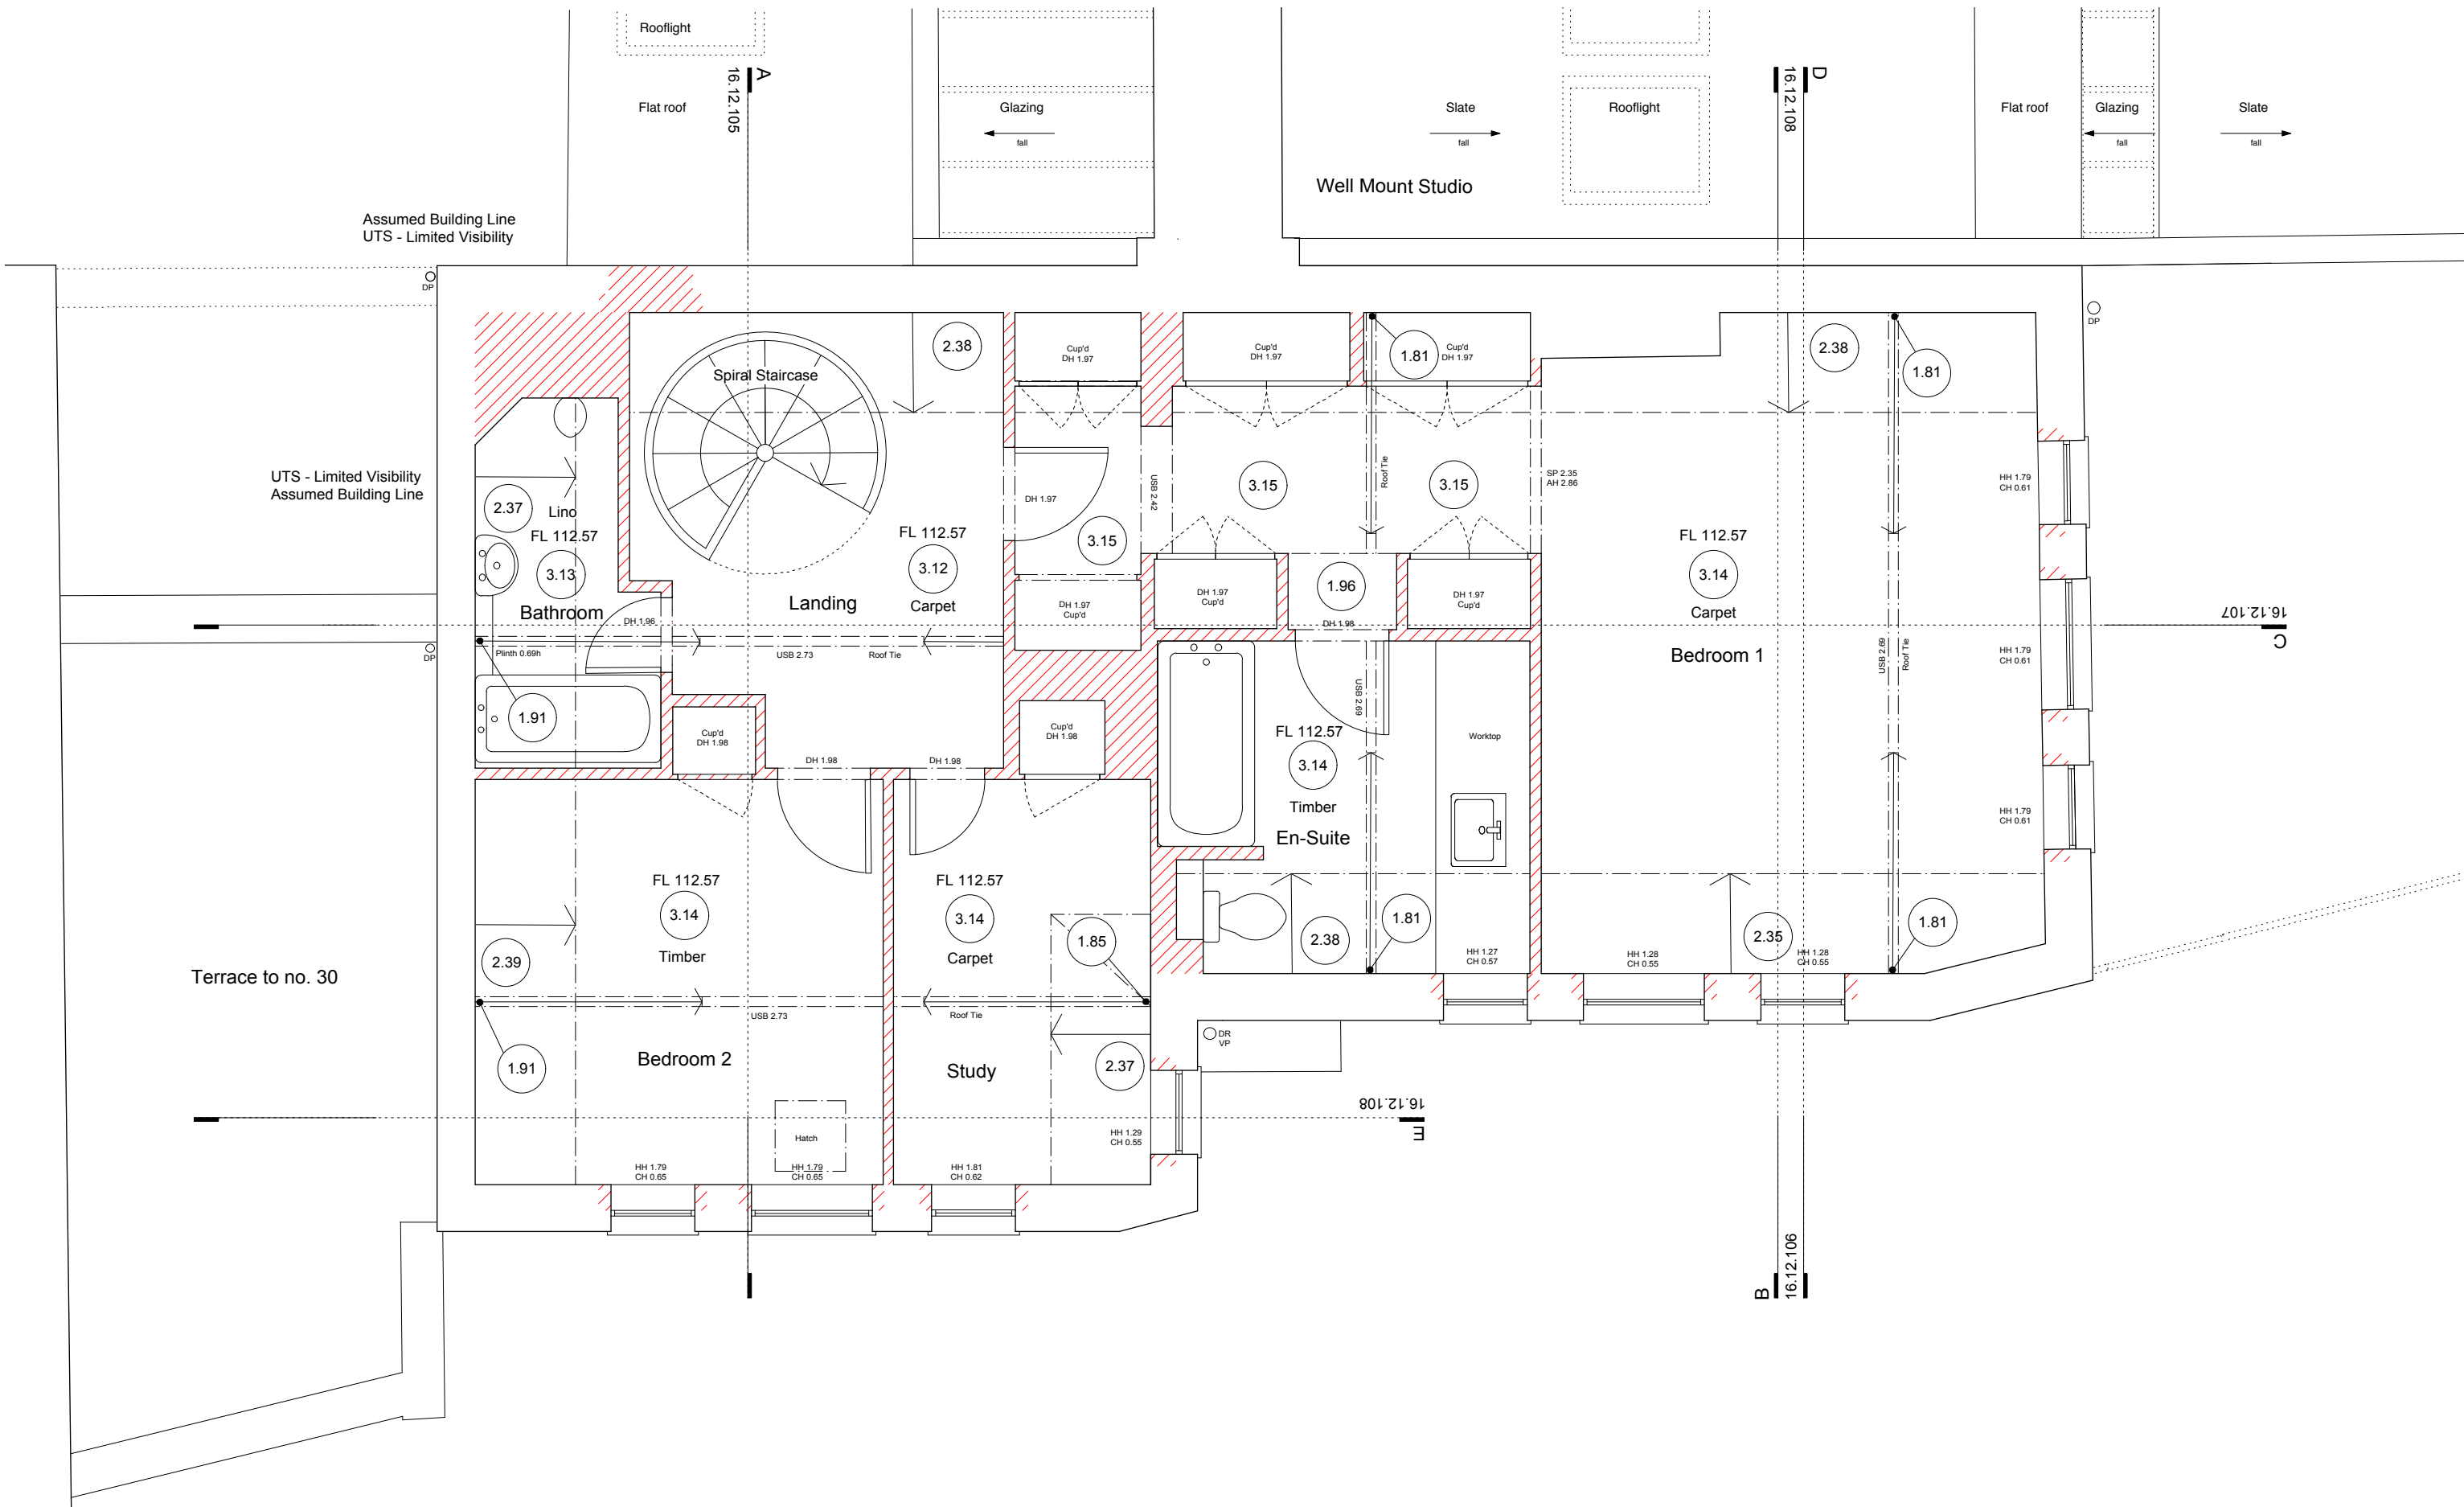 Rooflight
A
16.12.105
D
16.12.108
Flat roof
Glazing
fall
Slate
fall
Rooflight
Flat roof
Glazing
fall
Slate
fall
Well Mount Studio
Assumed Building Line
UTS - Limited Visibility
DP
DP
2.38
Cup'd
DH 1.97
Cup'd
DH 1.97
1.81
Cup'd
DH 1.97
2.38
1.81
Spiral Staircase
UTS - Limited Visibility
Assumed Building Line
2.37
Lino
FL 112.57
3.13
Bathroom
DH 1.96
Landing
FL 112.57
3.12
Carpet
DH 1.97
3.15
USB 2.42
3.15
Roof Tie
3.15
SP 2.35
AH 2.86
HH 1.79
CH 0.61
FL 112.57
3.14
Carpet
Bedroom 1
DH 1.97
Cup'd
DH 1.97
Cup'd
1.96
DH 1.98
DH 1.97
Cup'd
USB 2.69
Roof Tie
HH 1.79
CH 0.61
16.12.107
C
DP
Plinth 0.69h
USB 2.73
Roof Tie
1.91
Cup'd
DH 1.98
Cup'd
DH 1.98
DH 1.98
DH 1.98
USB 2.69
FL 112.57
3.14
Timber
En-Suite
Worktop
HH 1.79
CH 0.61
FL 112.57
3.14
Timber
FL 112.57
3.14
Carpet
1.85
2.38
1.81
2.35
1.81
2.39
HH 1.27
CH 0.57
HH 1.28
CH 0.55
HH 1.28
CH 0.55
Terrace to no. 30
USB 2.73
Roof Tie
DR
VP
1.91
Bedroom 2
Study
2.37
16.12.108
E
Hatch
HH 1.29
CH 0.55
HH 1.79
CH 0.65
HH 1.79
CH 0.65
HH 1.81
CH 0.62
B
16.12.106